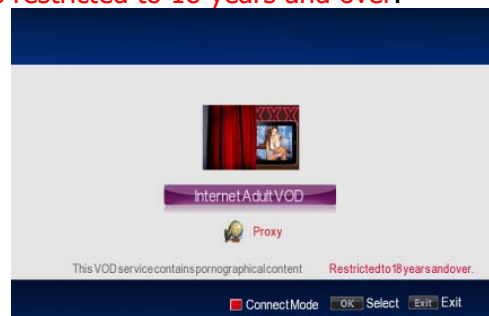 restricted to 18 years and over.
XXX
Internet Adult VOD
Proxy
This VOD service contains pornographical content Restricted to 18 years and over.
Connect Mode OK Select Exit Exit